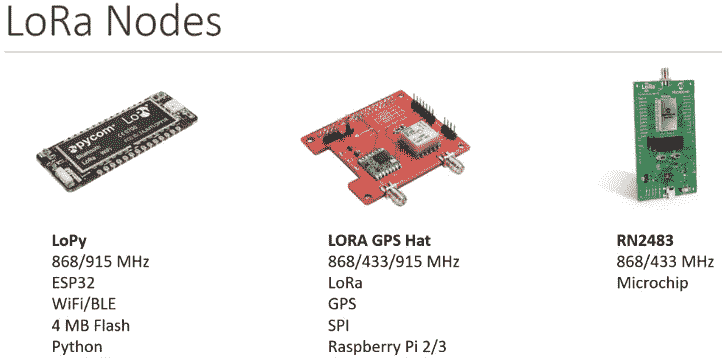 LoRa Nodes
pycom
LoRa
LoPy
868/915 MHz
ESP32
WiFi/BLE
4 MB Flash
Python
LORA GPS Hat
868/433/915 MHz
LoRa
GPS
SPI
Raspberry Pi 2/3
RN2483
868/433 MHz
Microchip